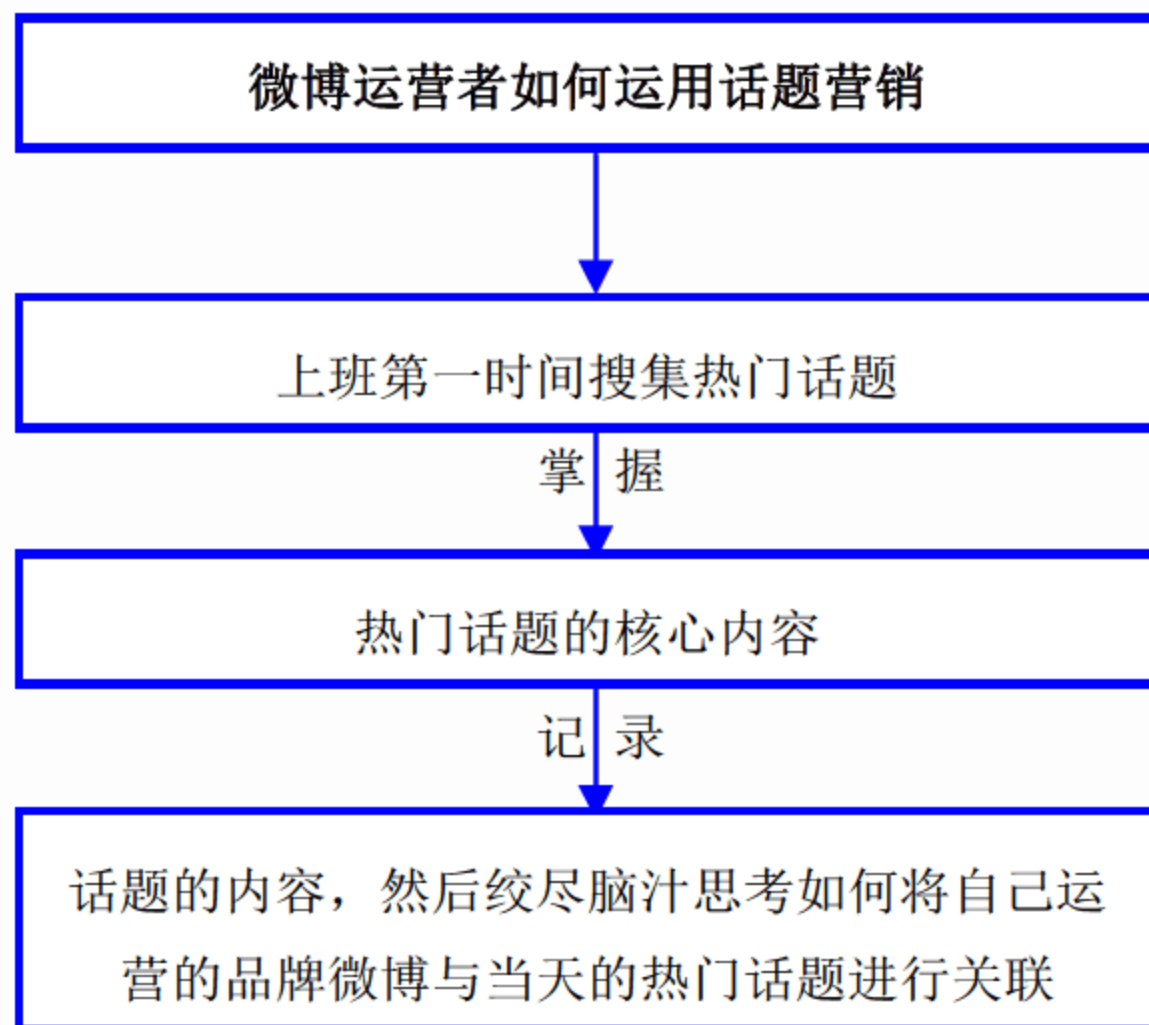 微博运营者如何运用话题营销
上班第一时间搜集热门话题
掌 握
热门话题的核心内容
记 录
话题的内容，然后绞尽脑汁思考如何将自己运
营的品牌微博与当天的热门话题进行关联